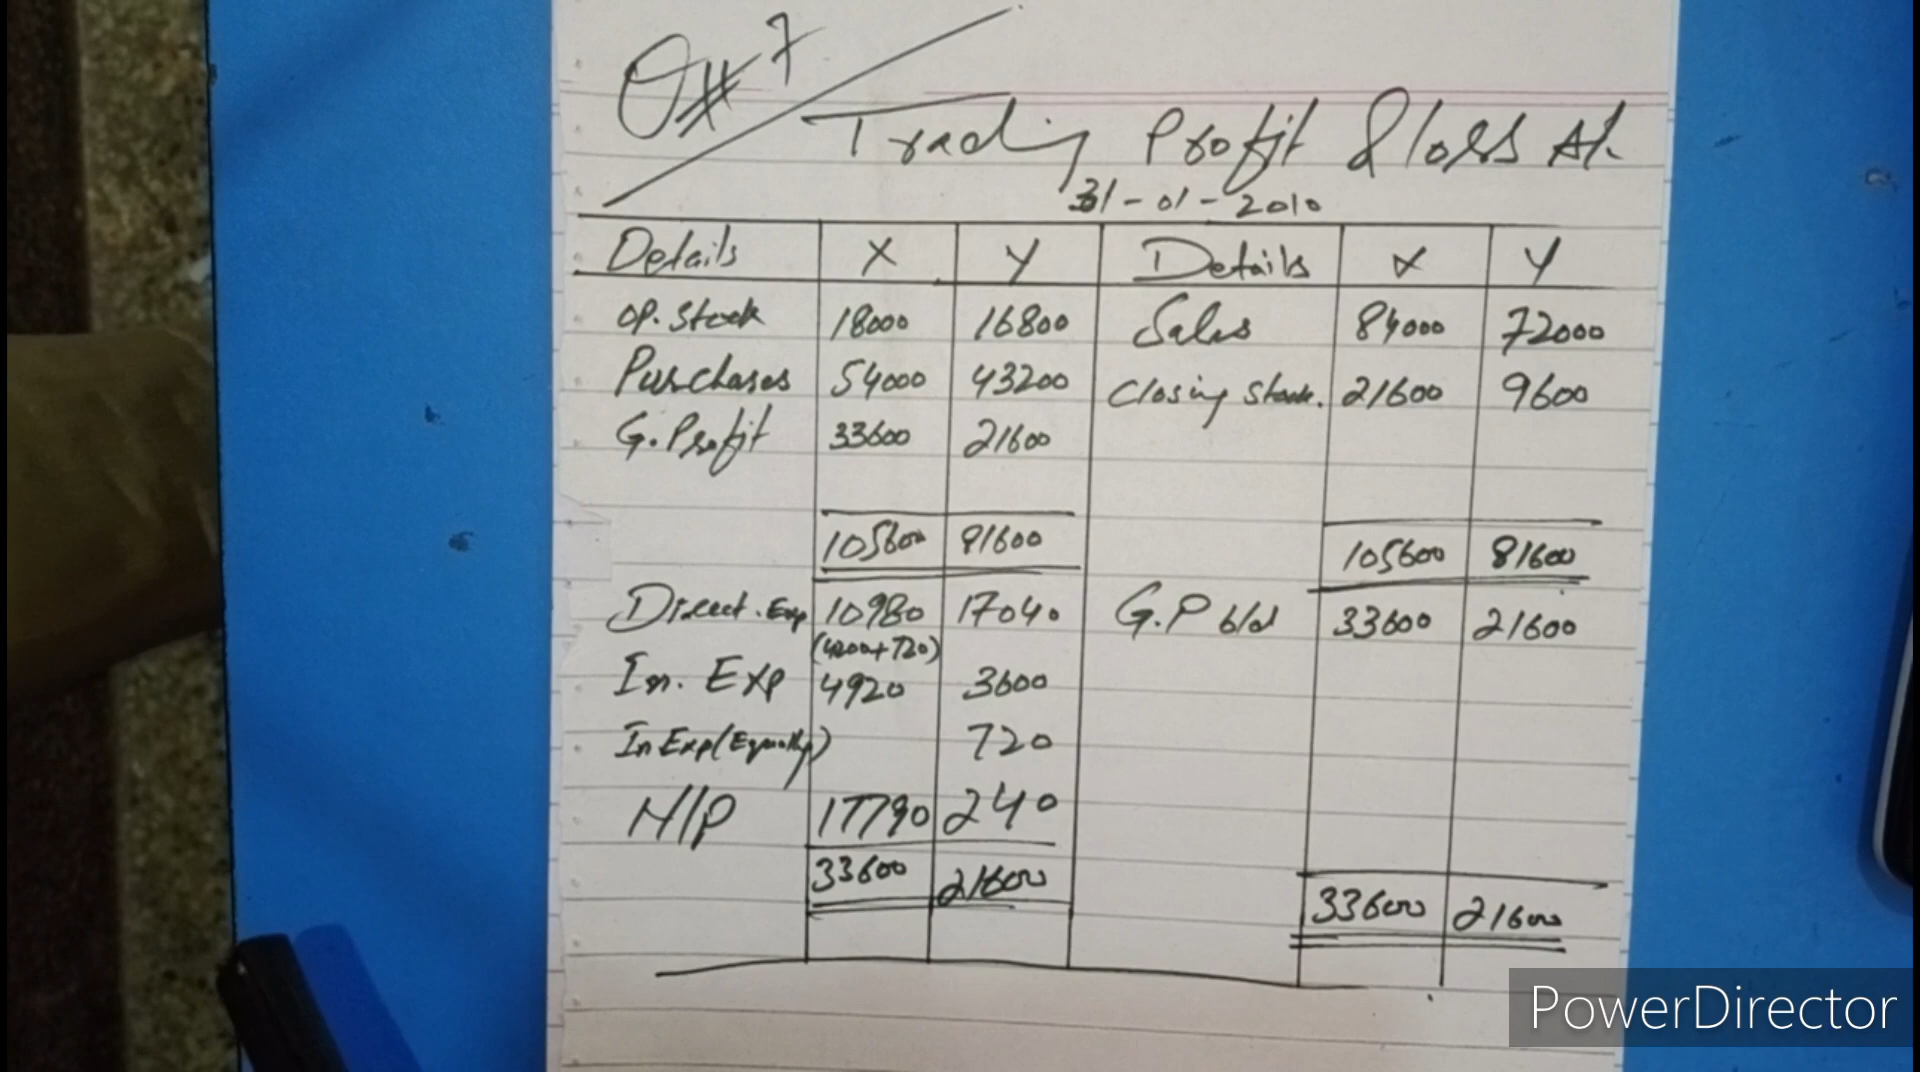 Q#7
Trading Profit & loss A/c.
31-01-2010
Details X Y Details X Y
OP. Stock 18000 16800 Sales 84000 72000
Purchases 54000 43200 Closing Stock. 21600 9600
G. Profit 33600 21600
105600 81600 105600 81600
Direct. Exp 10980 17040 G.P b/d 33600 21600
(4200+720)
In. Exp 4920 3600
In Exp (Equally) 720
N/P 17790 240
33600 21600 33600 21600
PowerDirector